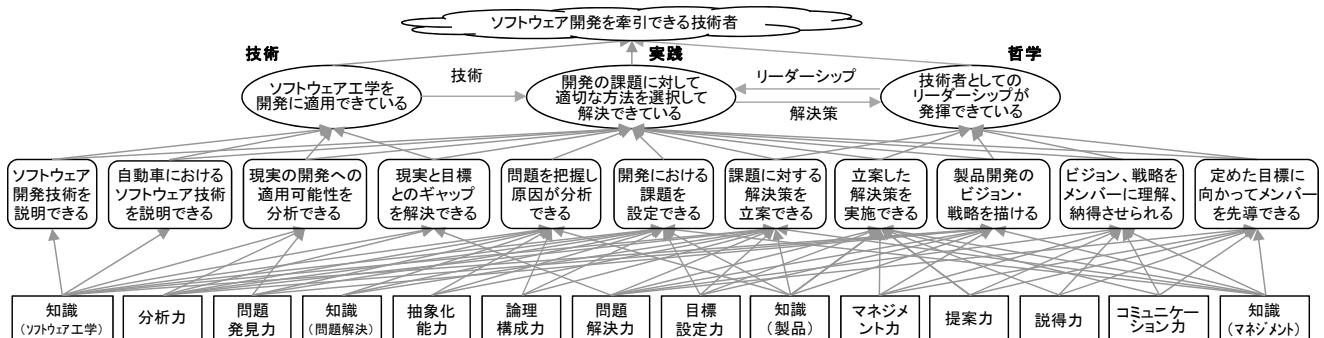 ソフトウェア開発を牽引できる技術者
技術
実践
哲学
ソフトウェア工学を
開発に適用できている
技術
開発の課題に対して
適切な方法を選択して
解決できている
リーダーシップ
解決策
技術者としての
リーダーシップが
発揮できている
ソフトウェア
開発技術を
説明できる
自動車における
ソフトウェア技術
を説明できる
現実の開発への
適用可能性を
分析できる
現実と目標
とのギャップ
を解決できる
問題を把握し
原因が分析
できる
開発における
課題を
設定できる
課題に対する
解決策を
立案できる
立案した
解決策を
実施できる
製品開発の
ビジョン・
戦略を描ける
ビジョン、戦略を
メンバーに理解、
納得させられる
定めた目標に
向かってメンバー
を先導できる
知識
(ソフトウェア工学)
分析力
問題
発見力
知識
(問題解決)
抽象化
能力
論理
構成力
問題
解決力
目標
設定力
知識
(製品)
マネジメ
ント力
提案力
説得力
コミュニケー
ション力
知識
(マネジメント)